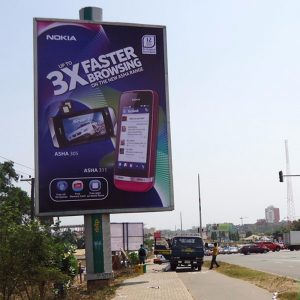 NOKIA
UP TO
3X FASTER
BROWSING
ON THE NEW ASHA RANGE
ASHA 305
ASHA 311